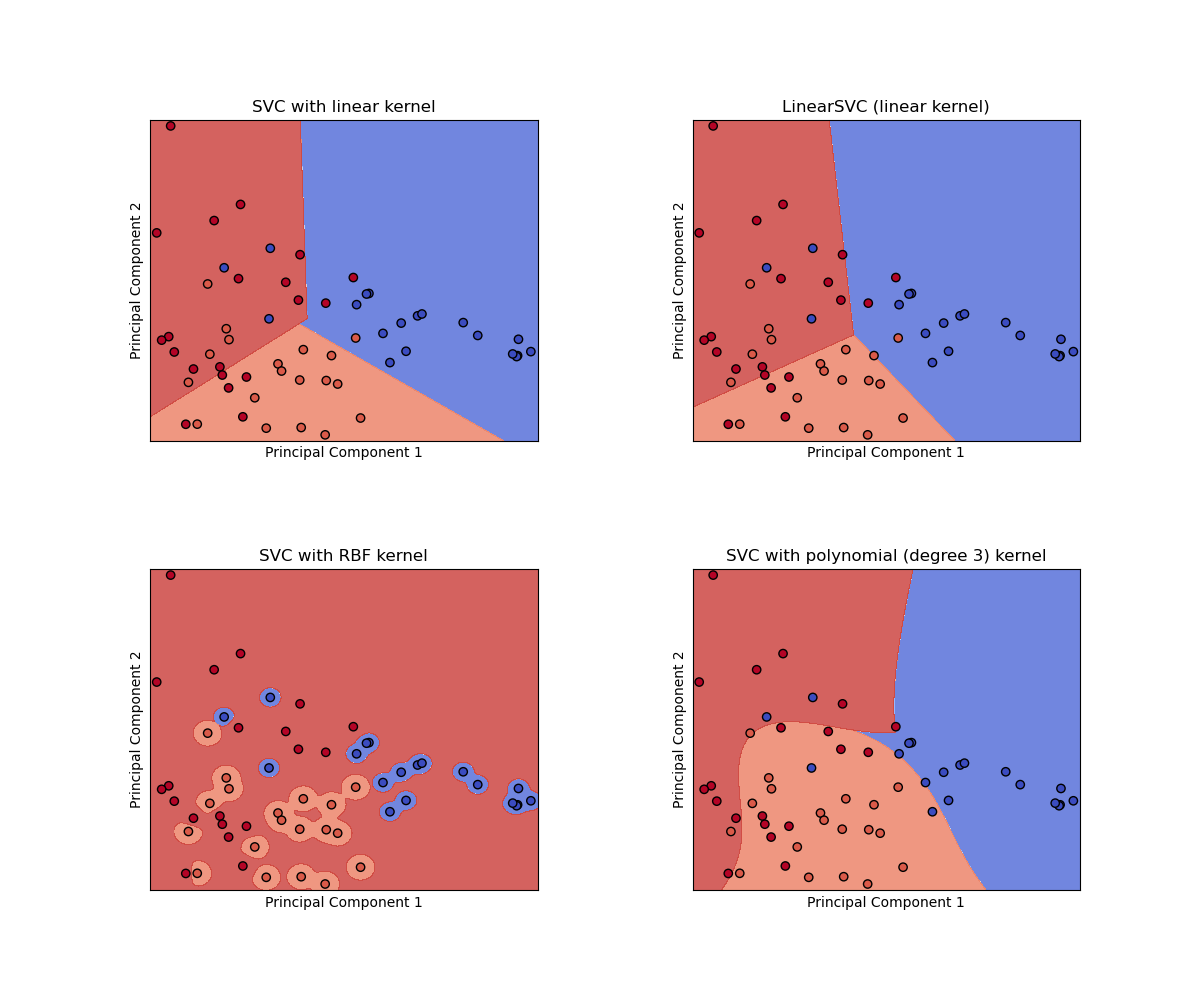 SVC with linear kernel
LinearSVC (linear kernel)
Principal Component 2
Principal Component 2
Principal Component 1
Principal Component 1
SVC with RBF kernel
SVC with polynomial (degree 3) kernel
Principal Component 2
Principal Component 2
Principal Component 1
Principal Component 1